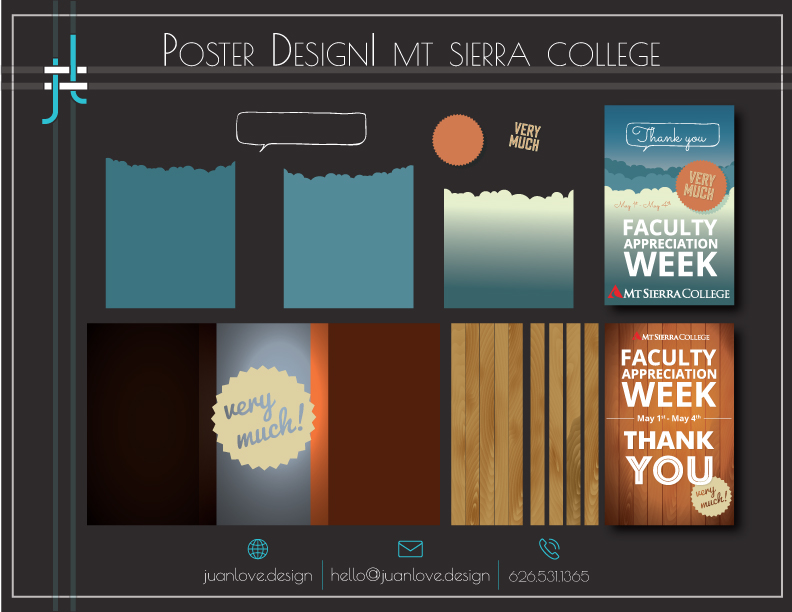 Poster Design| mt sierra college
jl
VERY
MUCH
Thank you
VERY
MUCH
May 1st - May 4th
FACULTY
APPRECIATION
WEEK
MT SIERRA COLLEGE
very
much!
MT SIERRA COLLEGE
FACULTY
APPRECIATION
WEEK
May 1st - May 4th
THANK
YOU
very
much!
juanlove.design
hello@juanlove.design
626.531.1365